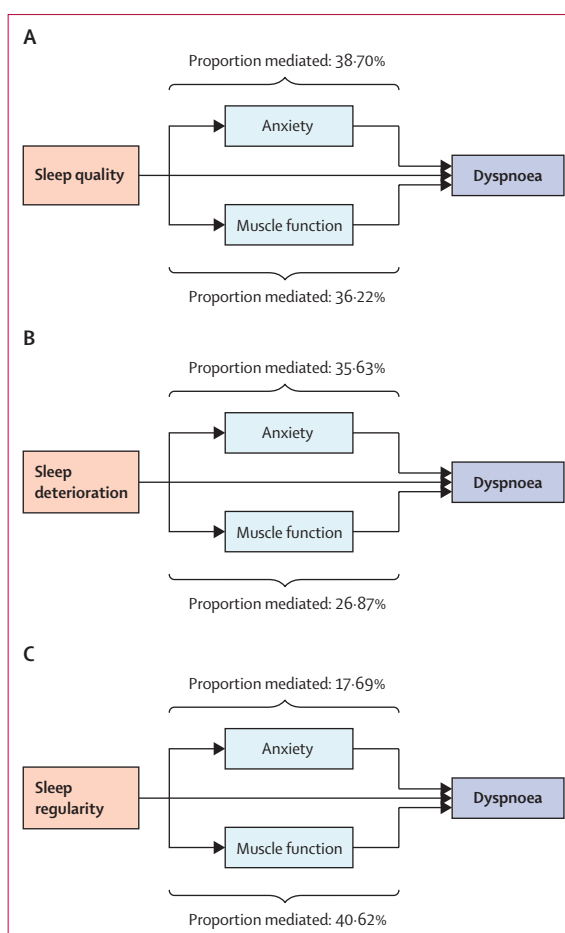 A
Proportion mediated: 38·70%
Anxiety
Sleep quality
Dyspnoea
Muscle function
Proportion mediated: 36·22%
B
Proportion mediated: 35·63%
Anxiety
Sleep
deterioration
Dyspnoea
Muscle function
Proportion mediated: 26·87%
C
Proportion mediated: 17·69%
Anxiety
Sleep
regularity
Dyspnoea
Muscle function
Proportion mediated: 40·62%